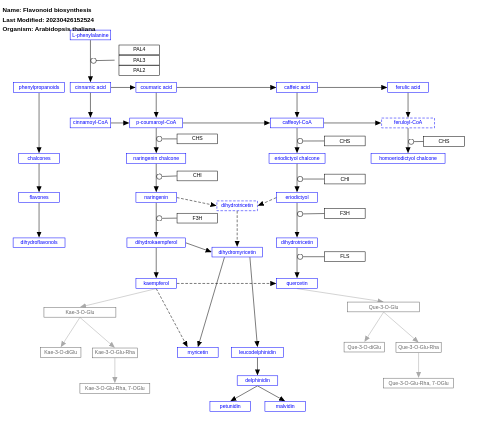 Name: Flavonoid biosynthesis
Last Modified: 20230426152524
Organism: Arabidopsis thaliana
L-phenylalanine
PAL4
PAL3
PAL2
phenylpropanoids
cinnamic acid
coumaric acid
caffeic acid
ferulic acid
cinnamoyl-CoA
p-coumaroyl-CoA
caffeoyl-CoA
feruloyl-CoA
CHS
CHS
CHS
chalcones
naringenin chalcone
eriodictyol chalcone
homoeriodictyol chalcone
CHI
CHI
flavones
naringenin
dihydrotricetin
eriodictyol
F3H
F3H
dihydroflavonols
dihydrokaempferol
dihydromyricetin
dihydrotricetin
FLS
kaempferol
quercetin
Kae-3-O-Glu
Que-3-O-Glu
Kae-3-O-diGlu
Kae-3-O-Glu-Rha
myricetin
leucodelphinidin
Que-3-O-diGlu
Que-3-O-Glu-Rha
Kae-3-O-Glu-Rha, 7-OGlu
delphinidin
Que-3-O-Glu-Rha, 7-OGlu
petunidin
malvidin